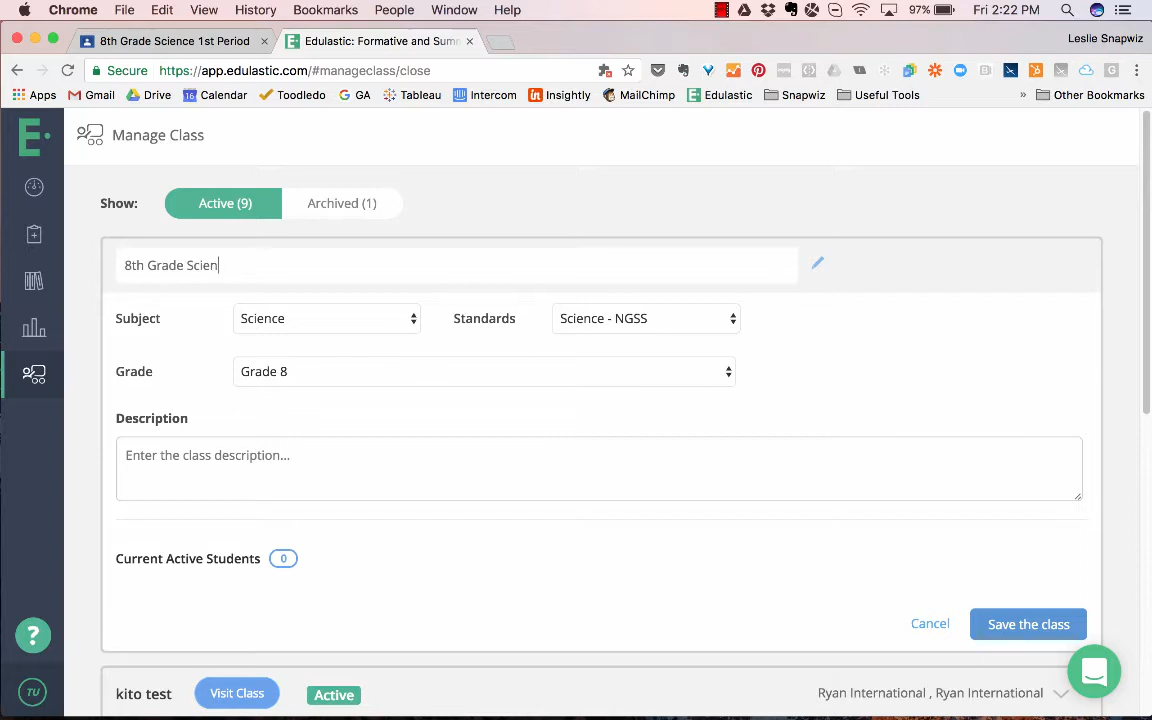 Chrome File Edit View History Bookmarks People Window Help 97% Fri 2:22 PM
8th Grade Science 1st Period × Edulastic: Formative and Sum × Leslie Snapwiz
Secure https://app.edulastic.com/#manageclass/close
Apps Gmail Drive Calendar Toodledo GA Tableau Intercom Insightly MailChimp Edulastic Snapwiz Useful Tools » Other Bookmarks
E Manage Class
Show: Active (9) Archived (1)
8th Grade Scien
Subject Science Standards Science - NGSS
Grade Grade 8
Description
Enter the class description...
Current Active Students 0
Cancel Save the class
?
TU kito test Visit Class Active Ryan International , Ryan International